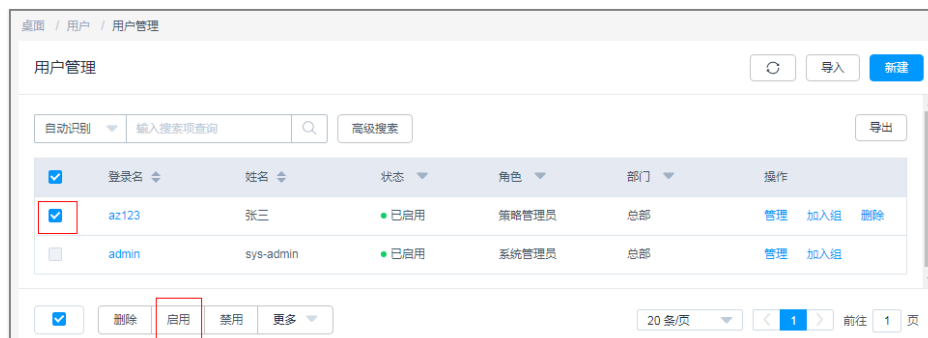 桌面 / 用户 / 用户管理
用户管理 导入 新建
自动识别 输入搜索项查询 高级搜索 导出
登录名 姓名 状态 角色 部门 操作
az123 张三 已启用 策略管理员 总部 管理 加入组 删除
admin sys-admin 已启用 系统管理员 总部 管理 加入组
删除 启用 禁用 更多 20 条/页 1 前往 1 页